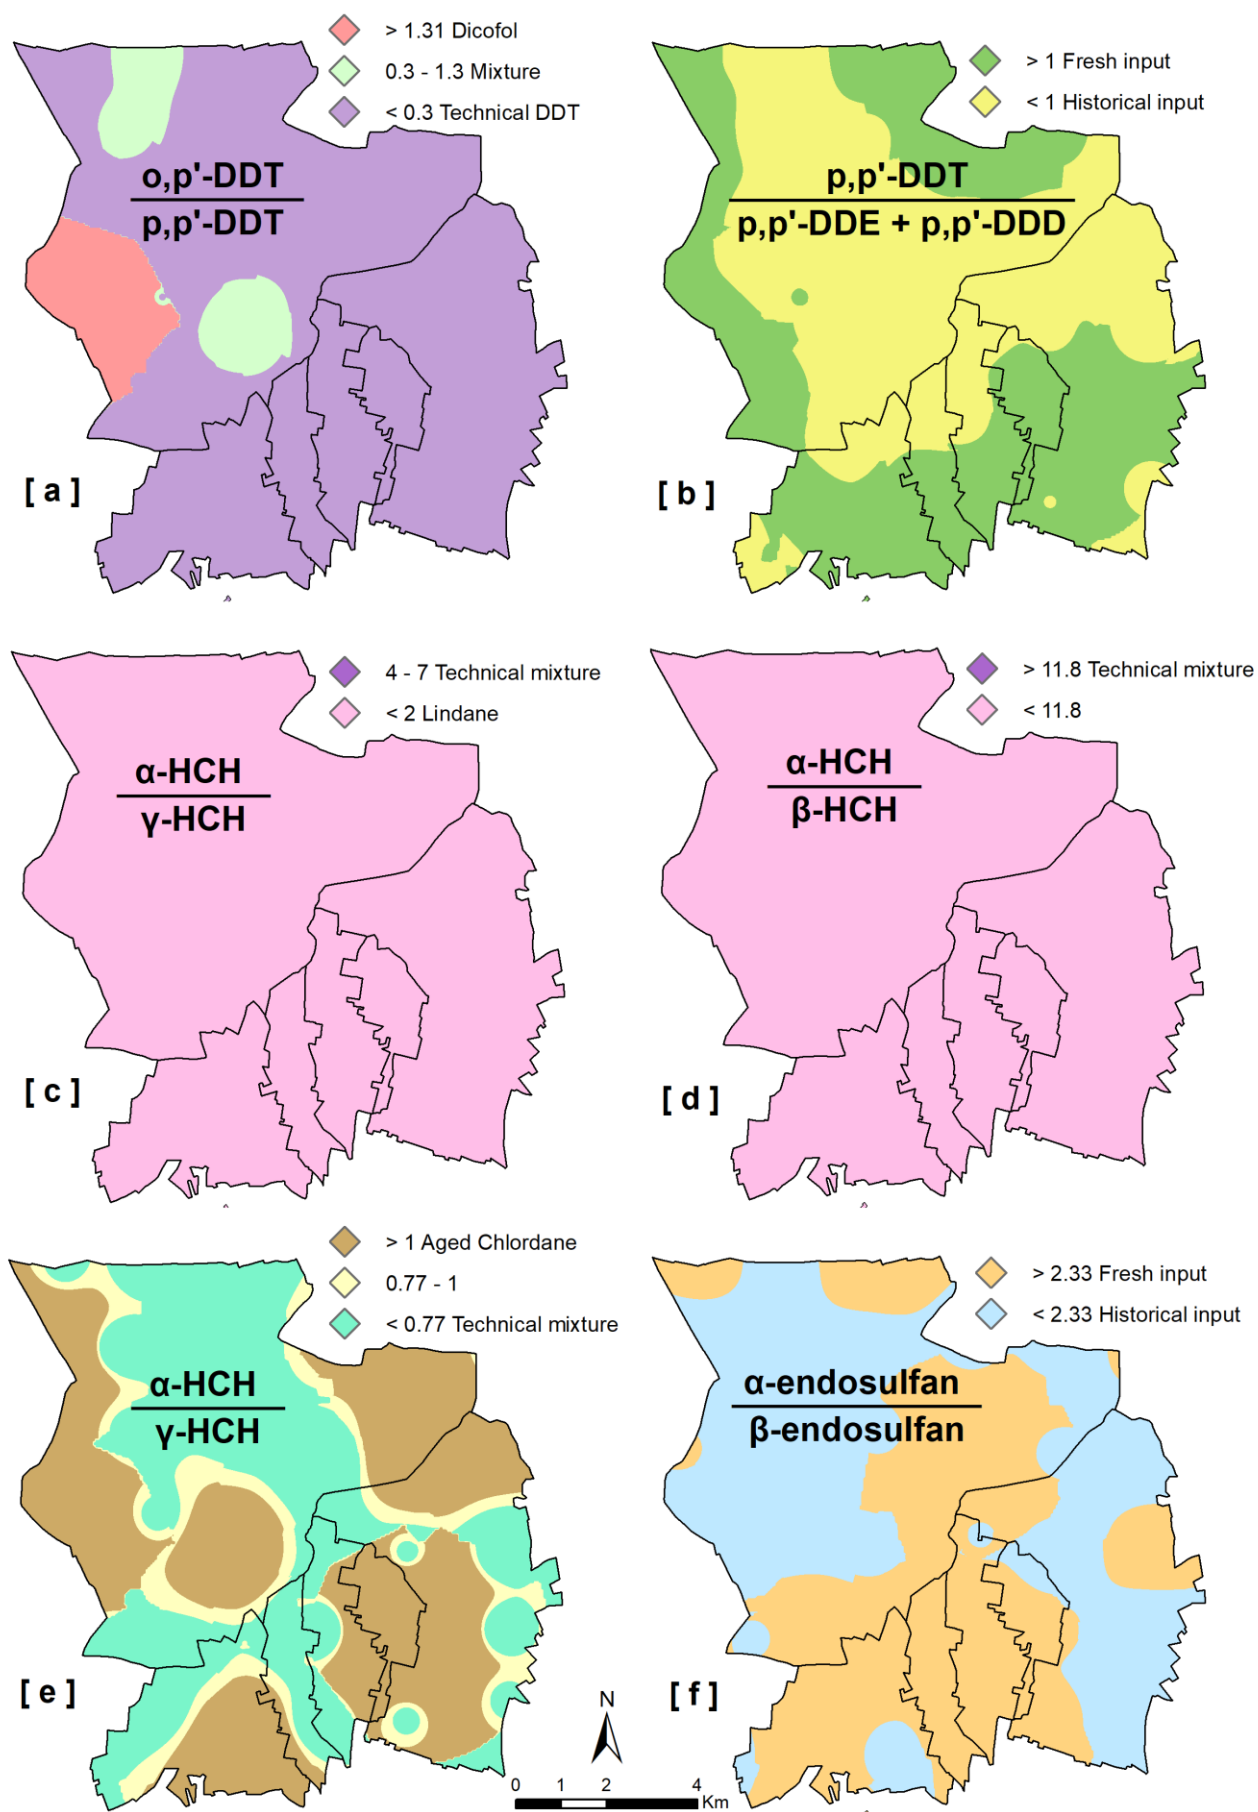 > 1.31 Dicofol
0.3 - 1.3 Mixture
< 0.3 Technical DDT
o,p'-DDT
p,p'-DDT
[ a ]
> 1 Fresh input
< 1 Historical input
p,p'-DDT
p,p'-DDE + p,p'-DDD
[ b ]
4 - 7 Technical mixture
< 2 Lindane
α-HCH
γ-HCH
[ c ]
> 11.8 Technical mixture
< 11.8
α-HCH
β-HCH
[ d ]
> 1 Aged Chlordane
0.77 - 1
< 0.77 Technical mixture
α-HCH
γ-HCH
[ e ]
> 2.33 Fresh input
< 2.33 Historical input
α-endosulfan
β-endosulfan
[ f ]
N
0 1 2 4
Km